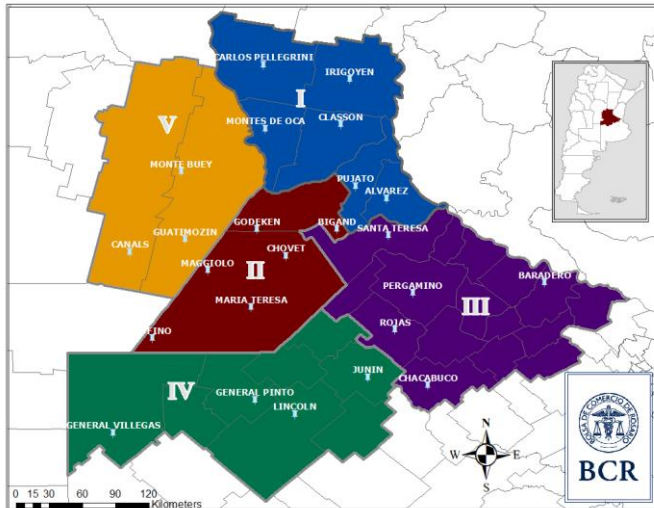 CARLOS PELLEGRINI
IRIGOYEN
I
MONTES DE OCA
CLASSON
V
MONTE BUEY
PUJATO
ALVAREZ
GODEKEN
BIGAND
SANTA TERESA
GUATIMOZIN
CANALS
CHOVET
MAGGIOLO
II
BARADERO
PERGAMINO
MARIA TERESA
III
ROJAS
FINO
JUNIN
CHACABUCO
IV
GENERAL PINTO
LINCOLN
GENERAL VILLEGAS
N
W
E
S
BOLSA DE COMERCIO DE ROSARIO
BCR
0 15 30 60 90 120
Kilometers